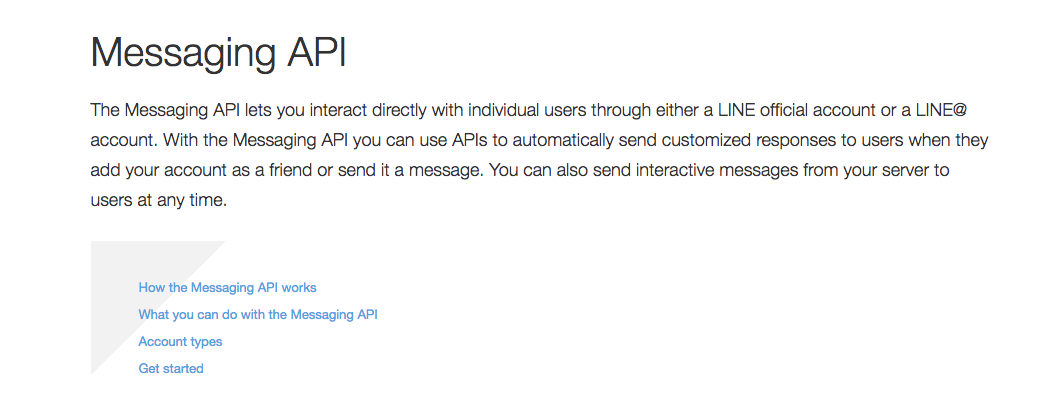 Messaging API
The Messaging API lets you interact directly with individual users through either a LINE official account or a LINE@
account. With the Messaging API you can use APIs to automatically send customized responses to users when they
add your account as a friend or send it a message. You can also send interactive messages from your server to
users at any time.
How the Messaging API works
What you can do with the Messaging API
Account types
Get started